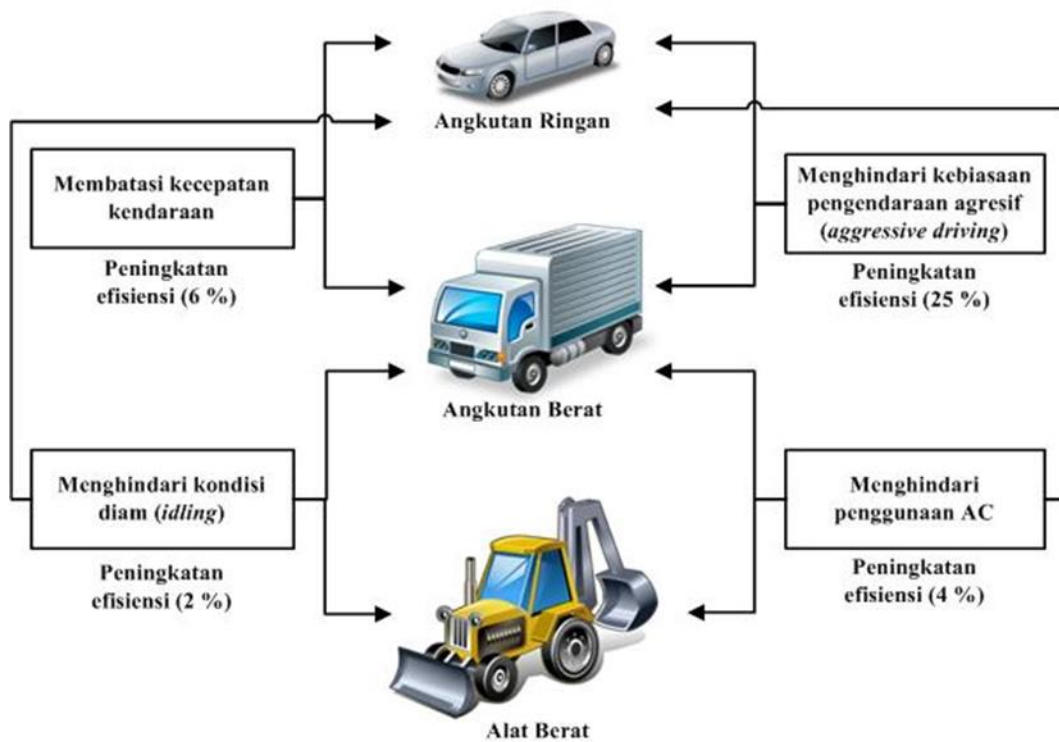 Angkutan Ringan
Membatasi kecepatan
kendaraan
Peningkatan
efisiensi (6 %)
Menghindari kebiasaan
pengendaraan agresif
(aggressive driving)
Peningkatan
efisiensi (25 %)
Angkutan Berat
Menghindari kondisi
diam (idling)
Peningkatan
efisiensi (2 %)
Menghindari
penggunaan AC
Peningkatan
efisiensi (4 %)
Alat Berat